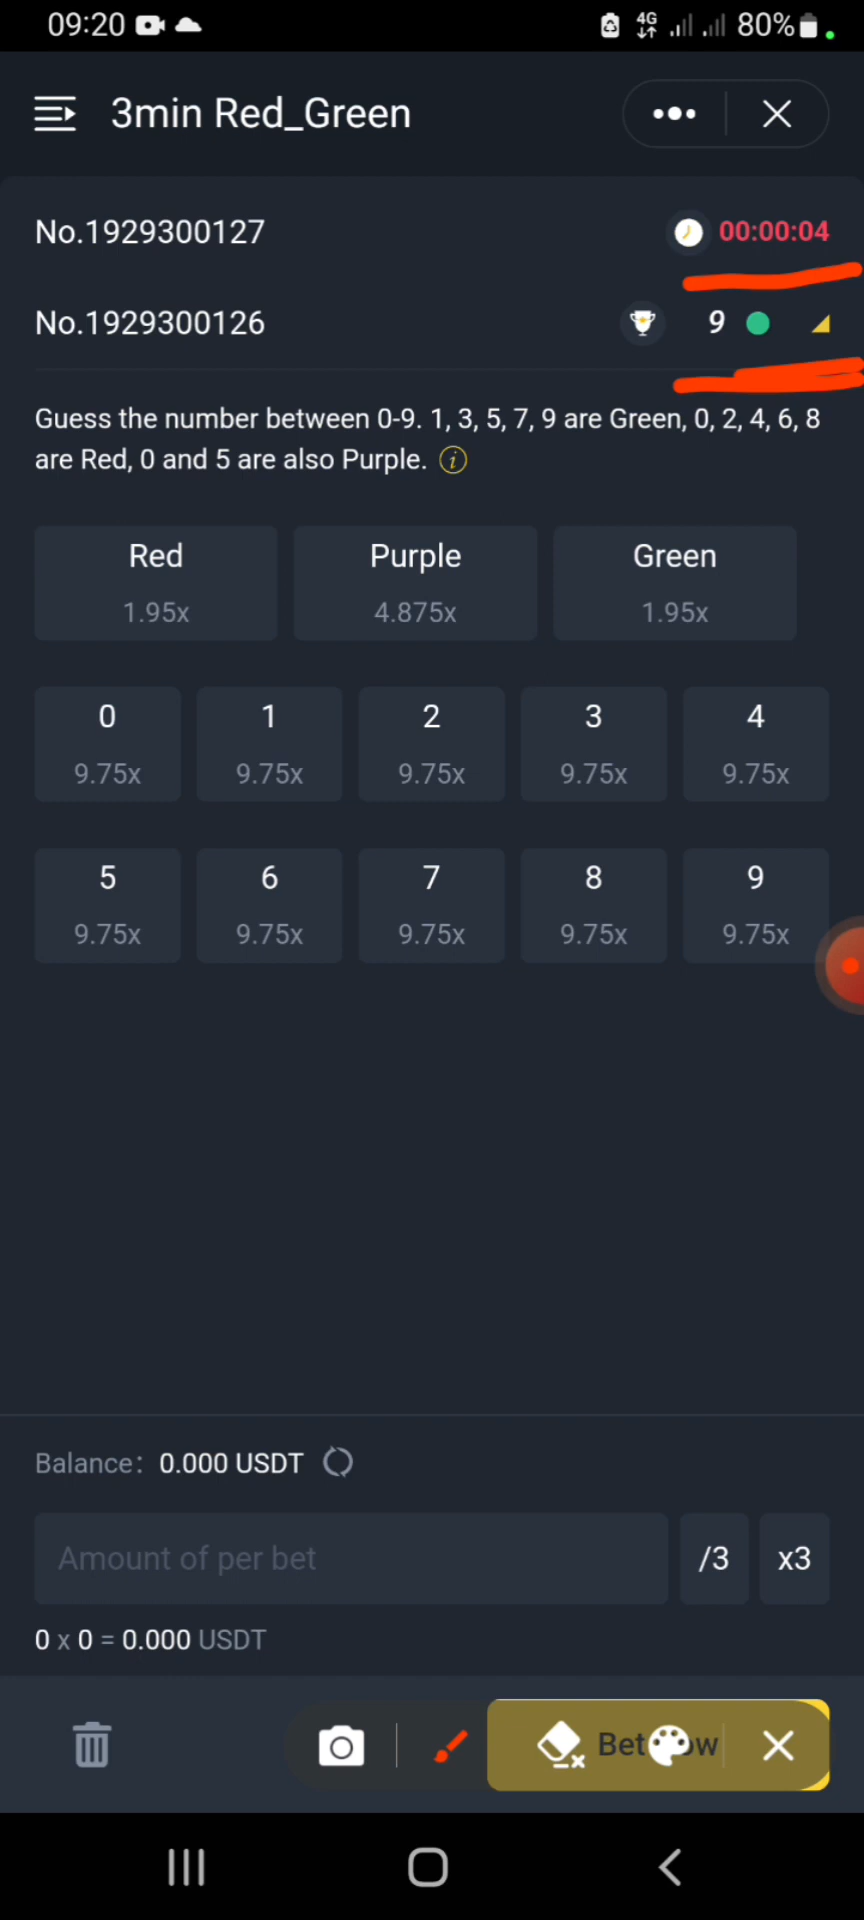 09:20 4G 80%
3min Red_Green
No.1929300127 00:00:04
No.1929300126 9
Guess the number between 0-9. 1, 3, 5, 7, 9 are Green, 0, 2, 4, 6, 8
are Red, 0 and 5 are also Purple. i
Red Purple Green
1.95x 4.875x 1.95x
0 1 2 3 4
9.75x 9.75x 9.75x 9.75x 9.75x
5 6 7 8 9
9.75x 9.75x 9.75x 9.75x 9.75x
Balance: 0.000 USDT
Amount of per bet /3 x3
0 x 0 = 0.000 USDT
Bet